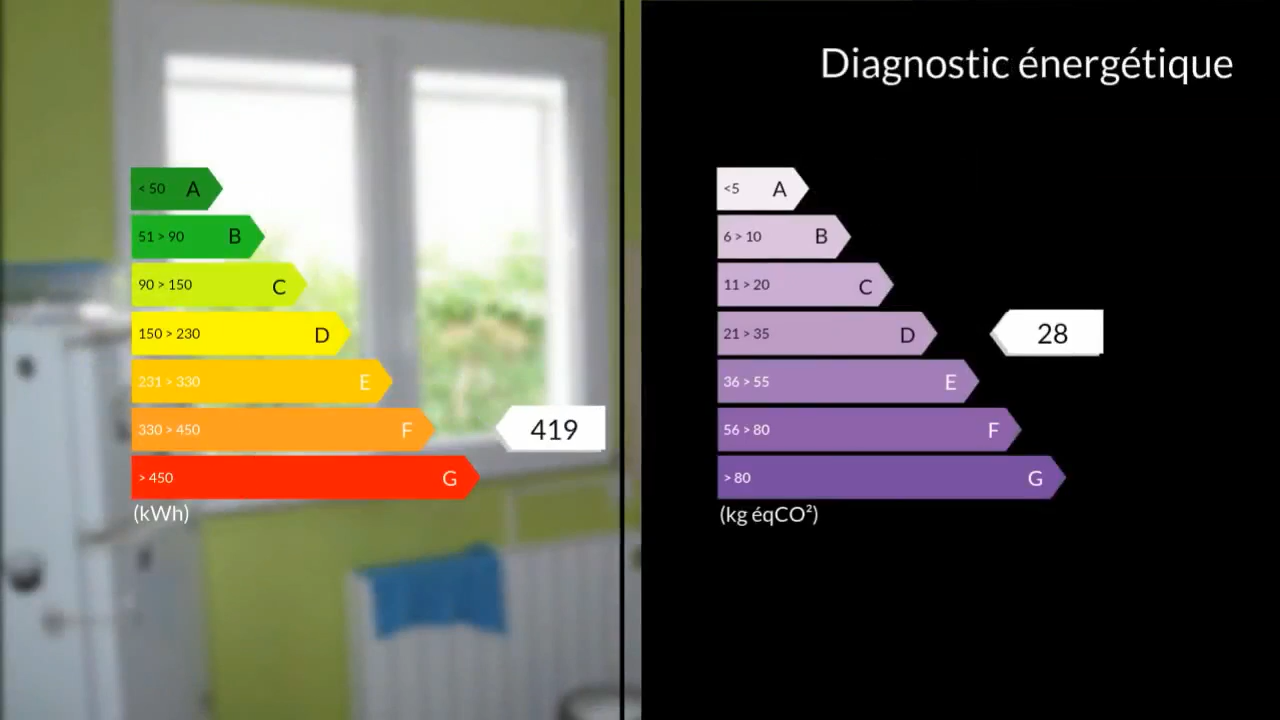 Diagnostic énergétique
< 50 A
51 > 90 B
90 > 150 C
150 > 230 D
231 > 330 E
330 > 450 F
419
> 450 G
(kWh)
<5 A
6 > 10 B
11 > 20 C
21 > 35 D
28
36 > 55 E
56 > 80 F
> 80 G
(kg éqCO²)